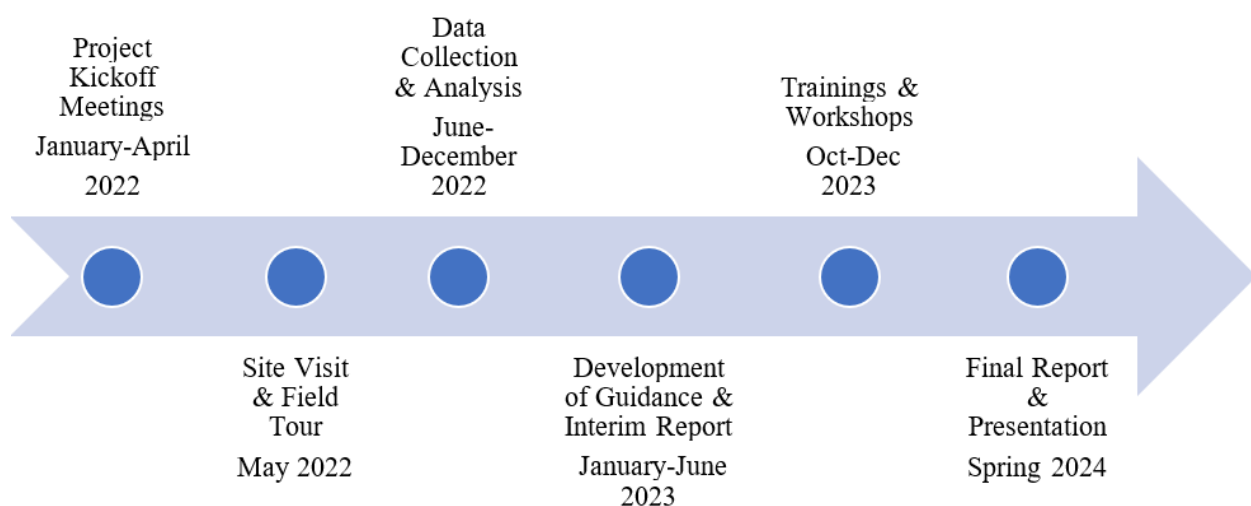 Project
Kickoff
Meetings
January-April
2022
Site Visit
& Field
Tour
May 2022
Data
Collection
& Analysis
June-
December
2022
Development
of Guidance &
Interim Report
January-June
2023
Trainings &
Workshops
Oct-Dec
2023
Final Report
&
Presentation
Spring 2024